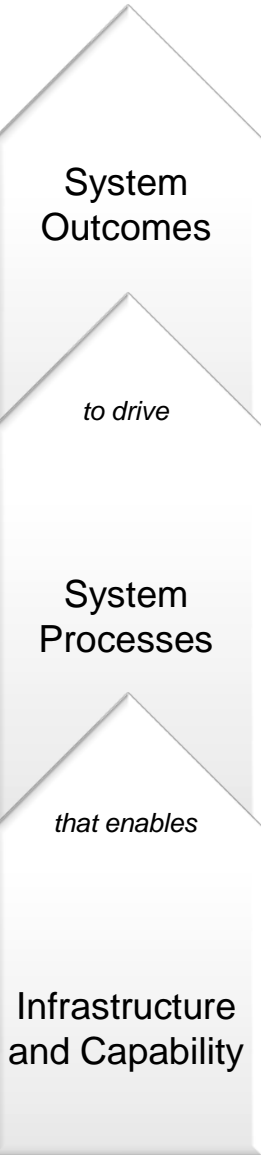 System
Outcomes
to drive
System
Processes
that enables
Infrastructure
and Capability